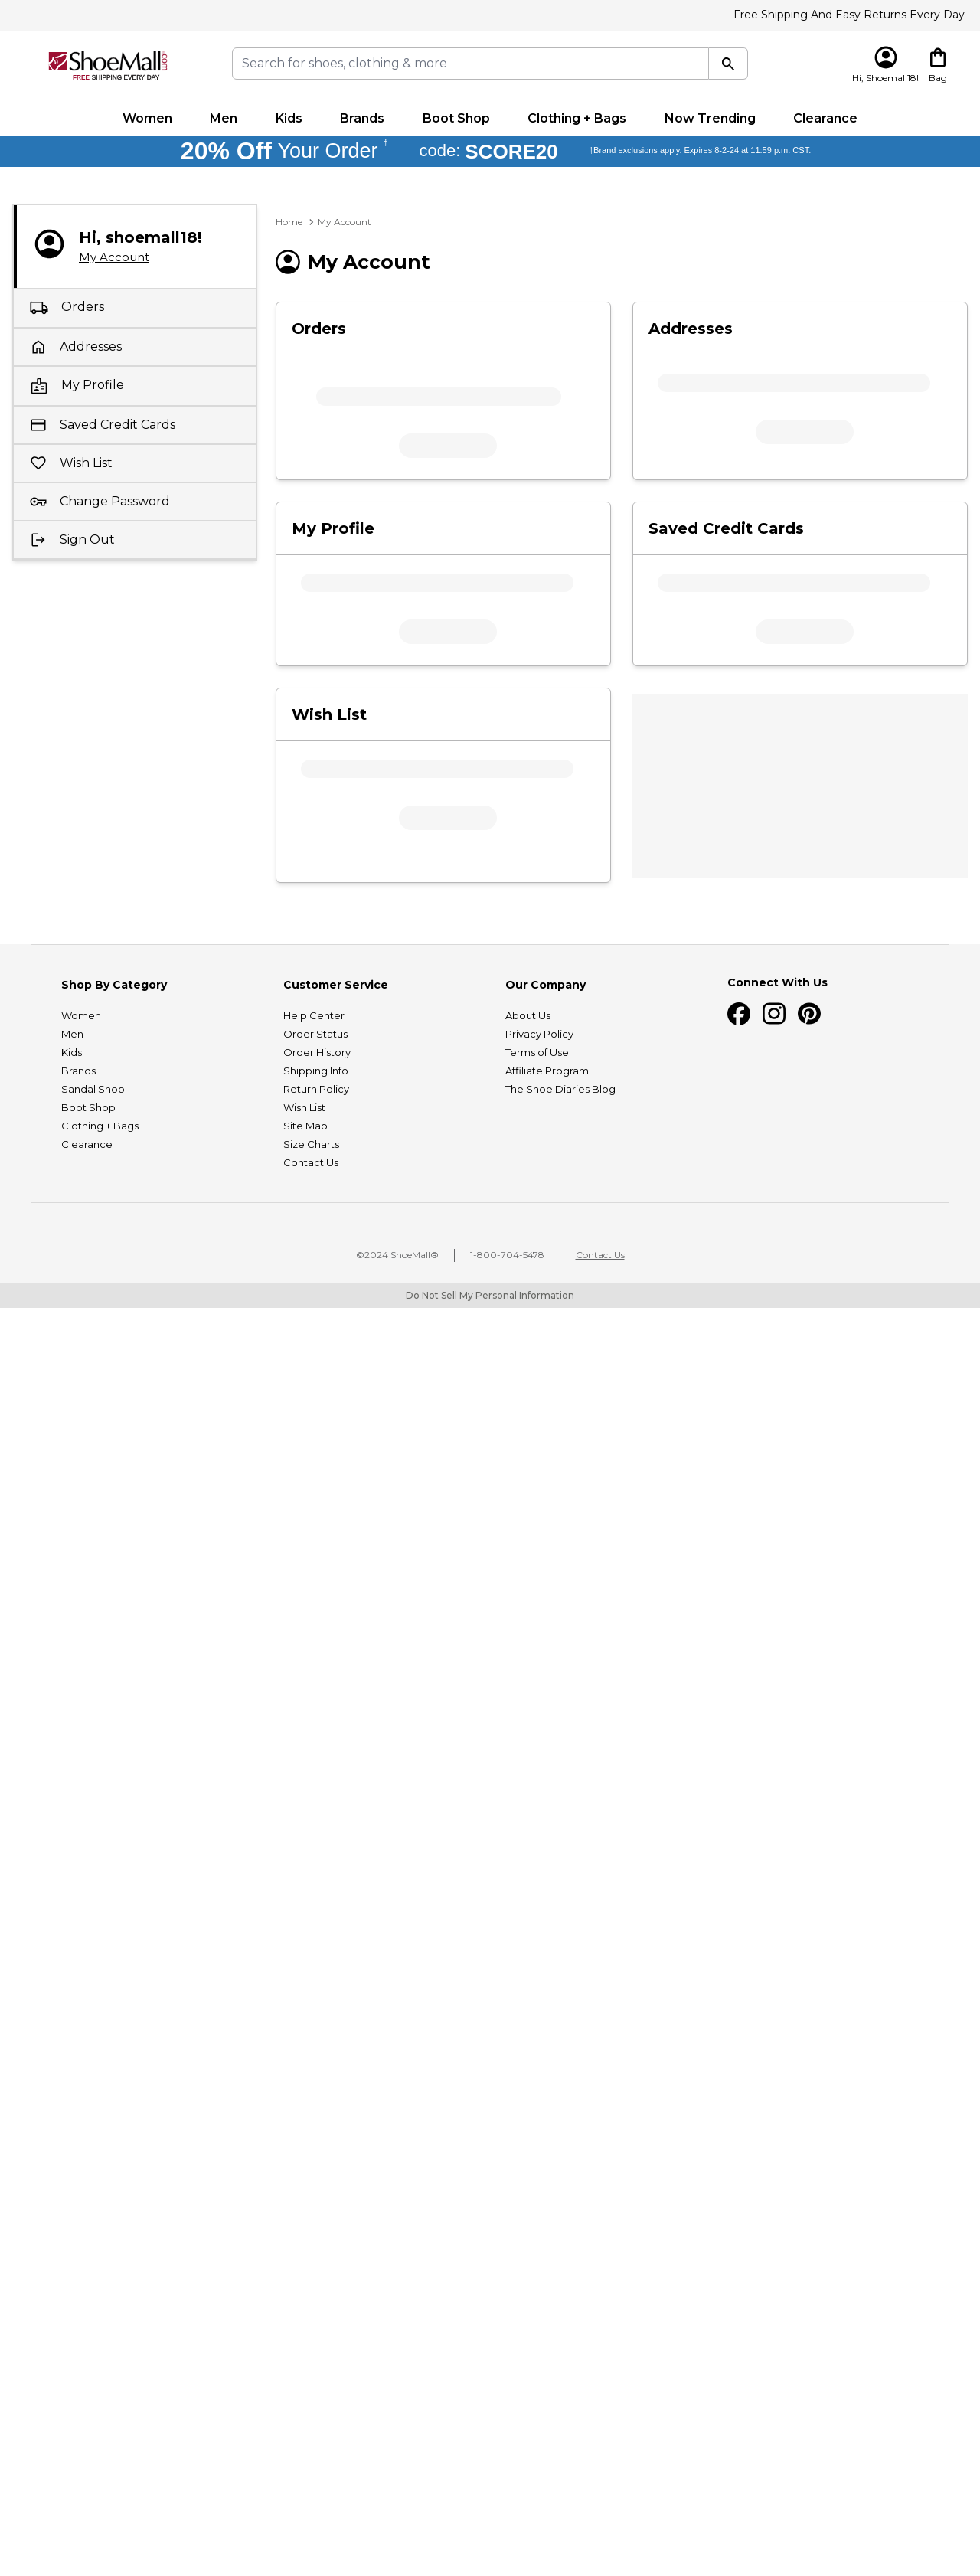 Free Shipping And Easy Returns Every Day
ShoeMall.com
FREE SHIPPING EVERY DAY
Search for shoes, clothing & more
Hi, Shoemall18!
Bag
Women Men Kids Brands Boot Shop Clothing + Bags Now Trending Clearance
20% Off Your Order † code: SCORE20 †Brand exclusions apply. Expires 8-2-24 at 11:59 p.m. CST.
Hi, shoemall18!
My Account
Orders
Addresses
My Profile
Saved Credit Cards
Wish List
Change Password
Sign Out
Home > My Account
My Account
Orders
Addresses
My Profile
Saved Credit Cards
Wish List
Shop By Category
Women
Men
Kids
Brands
Sandal Shop
Boot Shop
Clothing + Bags
Clearance
Customer Service
Help Center
Order Status
Order History
Shipping Info
Return Policy
Wish List
Site Map
Size Charts
Contact Us
Our Company
About Us
Privacy Policy
Terms of Use
Affiliate Program
The Shoe Diaries Blog
Connect With Us
©2024 ShoeMall® 1-800-704-5478 Contact Us
Do Not Sell My Personal Information